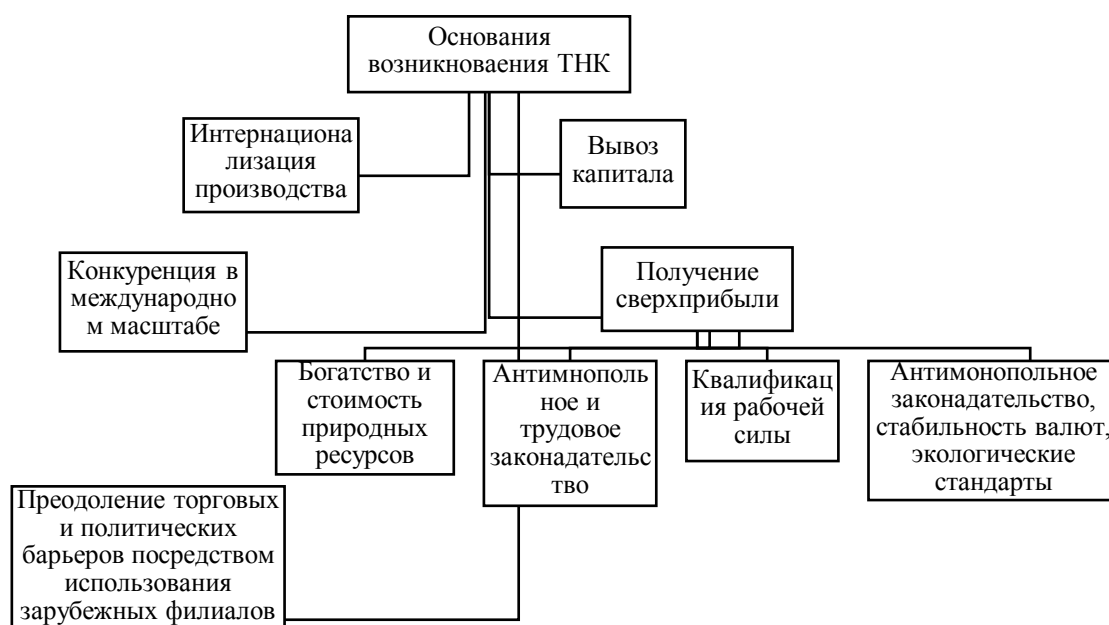 Основания
возникноваения ТНК
Интернациона
лизация
производства
Вывоз
капитала
Конкуренция в
международно
м масштабе
Получение
сверхприбыли
Богатство и
стоимость
природных
ресурсов
Антимнополь
ное и
трудовое
законадательс
тво
Квалификац
ия рабочей
силы
Антимонопольное
законадательство,
стабильность валют,
экологические
стандарты
Преодоление торговых
и политических
барьеров посредством
использования
зарубежных филиалов